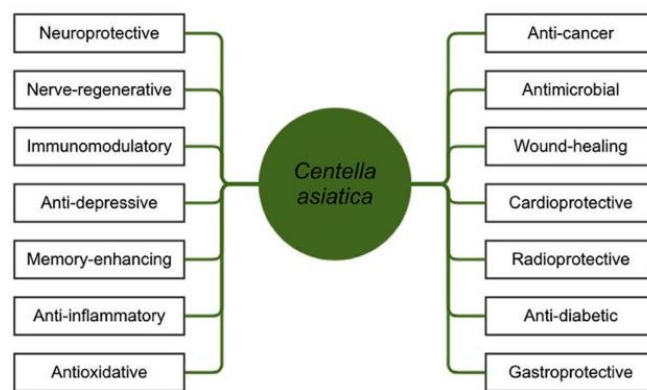 Neuroprotective
Nerve-regenerative
Immunomodulatory
Anti-depressive
Memory-enhancing
Anti-inflammatory
Antioxidative
Centella
asiatica
Anti-cancer
Antimicrobial
Wound-healing
Cardioprotective
Radioprotective
Anti-diabetic
Gastroprotective